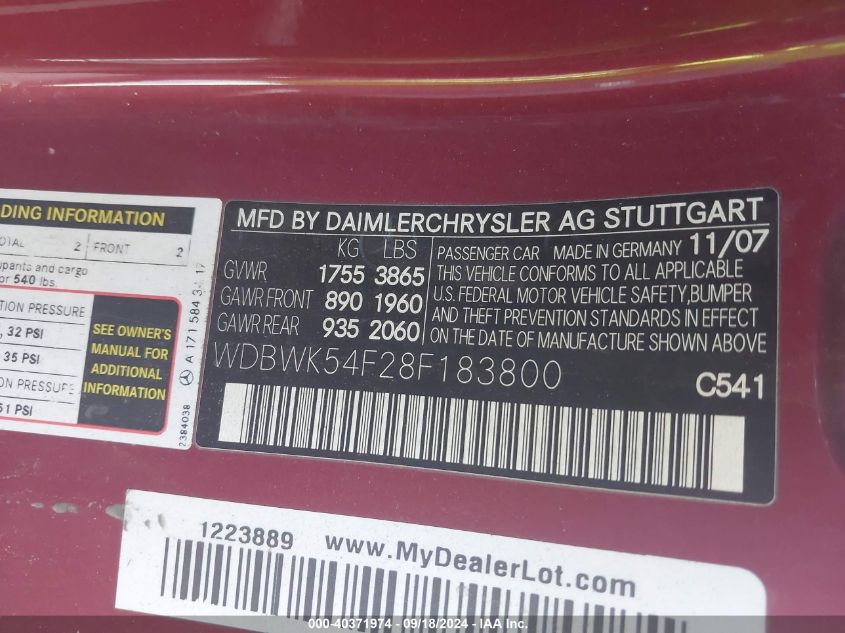 DING INFORMATION
OTAL 2 FRONT 2
upants and cargo
or 540 lbs.
TION PRESSURE
, 32 PSI
35 PSI
PRESSURE
51 PSI
SEE OWNER'S
MANUAL FOR
ADDITIONAL
INFORMATION
A 171 584 17
2384038
MFD BY DAIMLERCHRYSLER AG STUTTGART
KG LBS
GVWR 1755 3865
GAWR FRONT 890 1960
GAWR REAR 935 2060
PASSENGER CAR MADE IN GERMANY 11/07
THIS VEHICLE CONFORMS TO ALL APPLICABLE
U.S. FEDERAL MOTOR VEHICLE SAFETY,BUMPER
AND THEFT PREVENTION STANDARDS IN EFFECT
ON THE DATE OF MANUFACTURE SHOWN ABOVE
WDBWK54F28F183800
C541
1223889 www.MyDealerLot.com
000-40371974 - 09/18/2024 - IAA Inc.